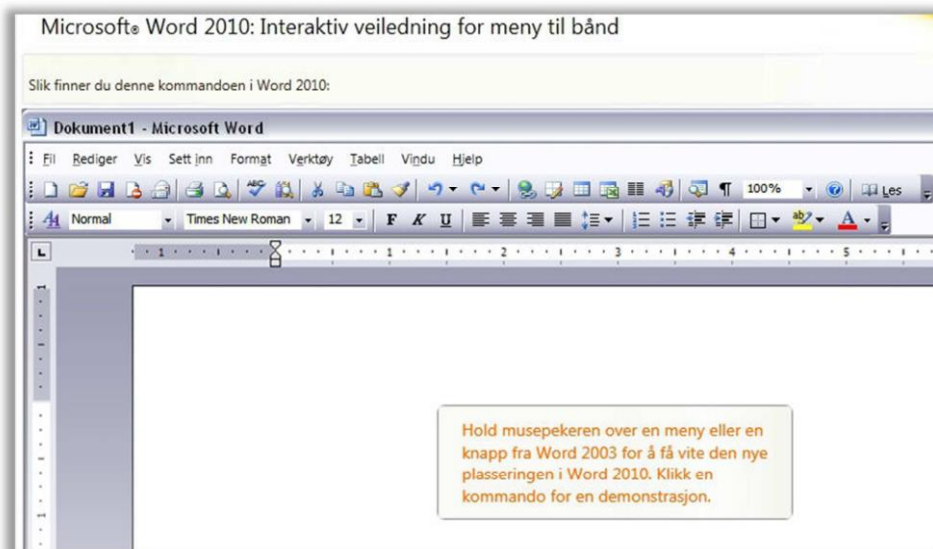 Microsoft® Word 2010: Interaktiv veiledning for meny til bånd
Slik finner du denne kommandoen i Word 2010:
Dokument1 - Microsoft Word
Fil Rediger Vis Sett inn Format Verktøy Tabell Vindu Hjelp
100% Les
Normal Times New Roman 12 F K U
1 1 2 3 4 5
Hold musepekeren over en meny eller en
knapp fra Word 2003 for å få vite den nye
plasseringen i Word 2010. Klikk en
kommando for en demonstrasjon.